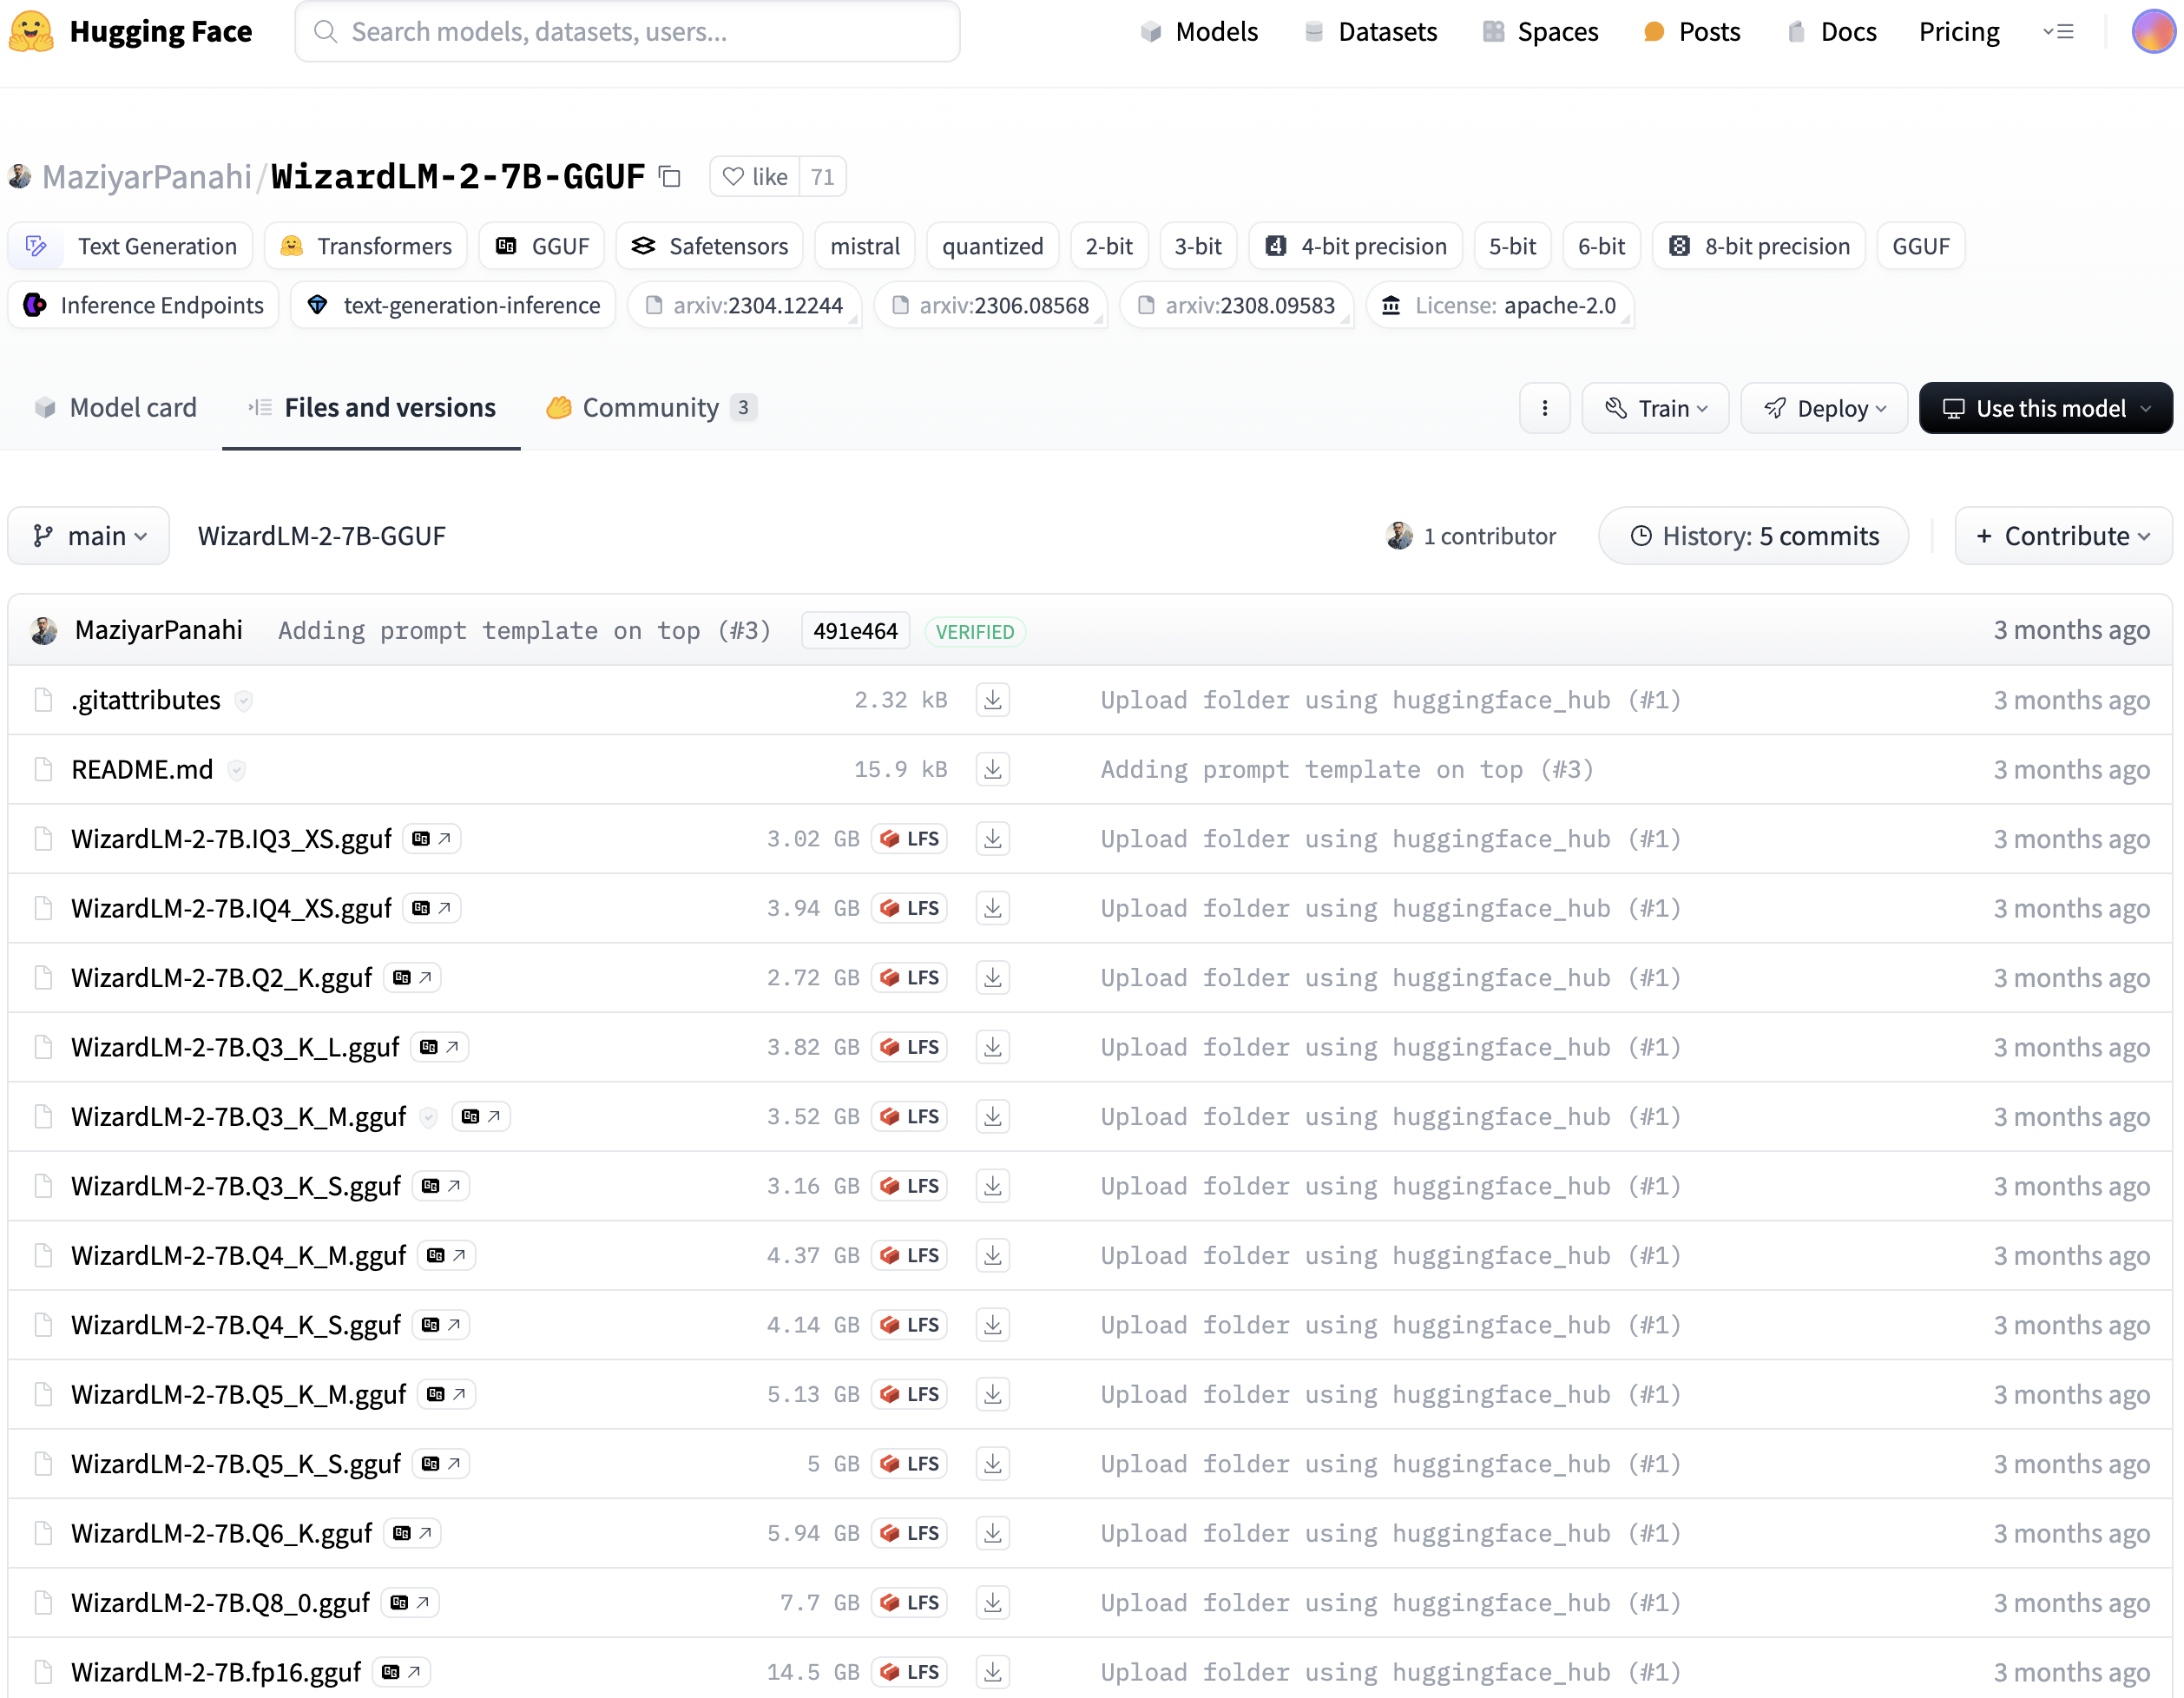 Hugging Face Search models, datasets, users... Models Datasets Spaces Posts Docs Pricing
MaziyarPanahi/WizardLM-2-7B-GGUF like 71
Text Generation Transformers GGUF Safetensors mistral quantized 2-bit 3-bit 4-bit precision 5-bit 6-bit 8-bit precision GGUF
Inference Endpoints text-generation-inference arxiv:2304.12244 arxiv:2306.08568 arxiv:2308.09583 License: apache-2.0
Model card Files and versions Community 3 Train Deploy Use this model
main WizardLM-2-7B-GGUF 1 contributor History: 5 commits + Contribute
MaziyarPanahi Adding prompt template on top (#3) 491e464 VERIFIED 3 months ago
.gitattributes 2.32 kB Upload folder using huggingface_hub (#1) 3 months ago
README.md 15.9 kB Adding prompt template on top (#3) 3 months ago
WizardLM-2-7B.IQ3_XS.gguf 3.02 GB LFS Upload folder using huggingface_hub (#1) 3 months ago
WizardLM-2-7B.IQ4_XS.gguf 3.94 GB LFS Upload folder using huggingface_hub (#1) 3 months ago
WizardLM-2-7B.Q2_K.gguf 2.72 GB LFS Upload folder using huggingface_hub (#1) 3 months ago
WizardLM-2-7B.Q3_K_L.gguf 3.82 GB LFS Upload folder using huggingface_hub (#1) 3 months ago
WizardLM-2-7B.Q3_K_M.gguf 3.52 GB LFS Upload folder using huggingface_hub (#1) 3 months ago
WizardLM-2-7B.Q3_K_S.gguf 3.16 GB LFS Upload folder using huggingface_hub (#1) 3 months ago
WizardLM-2-7B.Q4_K_M.gguf 4.37 GB LFS Upload folder using huggingface_hub (#1) 3 months ago
WizardLM-2-7B.Q4_K_S.gguf 4.14 GB LFS Upload folder using huggingface_hub (#1) 3 months ago
WizardLM-2-7B.Q5_K_M.gguf 5.13 GB LFS Upload folder using huggingface_hub (#1) 3 months ago
WizardLM-2-7B.Q5_K_S.gguf 5 GB LFS Upload folder using huggingface_hub (#1) 3 months ago
WizardLM-2-7B.Q6_K.gguf 5.94 GB LFS Upload folder using huggingface_hub (#1) 3 months ago
WizardLM-2-7B.Q8_0.gguf 7.7 GB LFS Upload folder using huggingface_hub (#1) 3 months ago
WizardLM-2-7B.fp16.gguf 14.5 GB LFS Upload folder using huggingface_hub (#1) 3 months ago